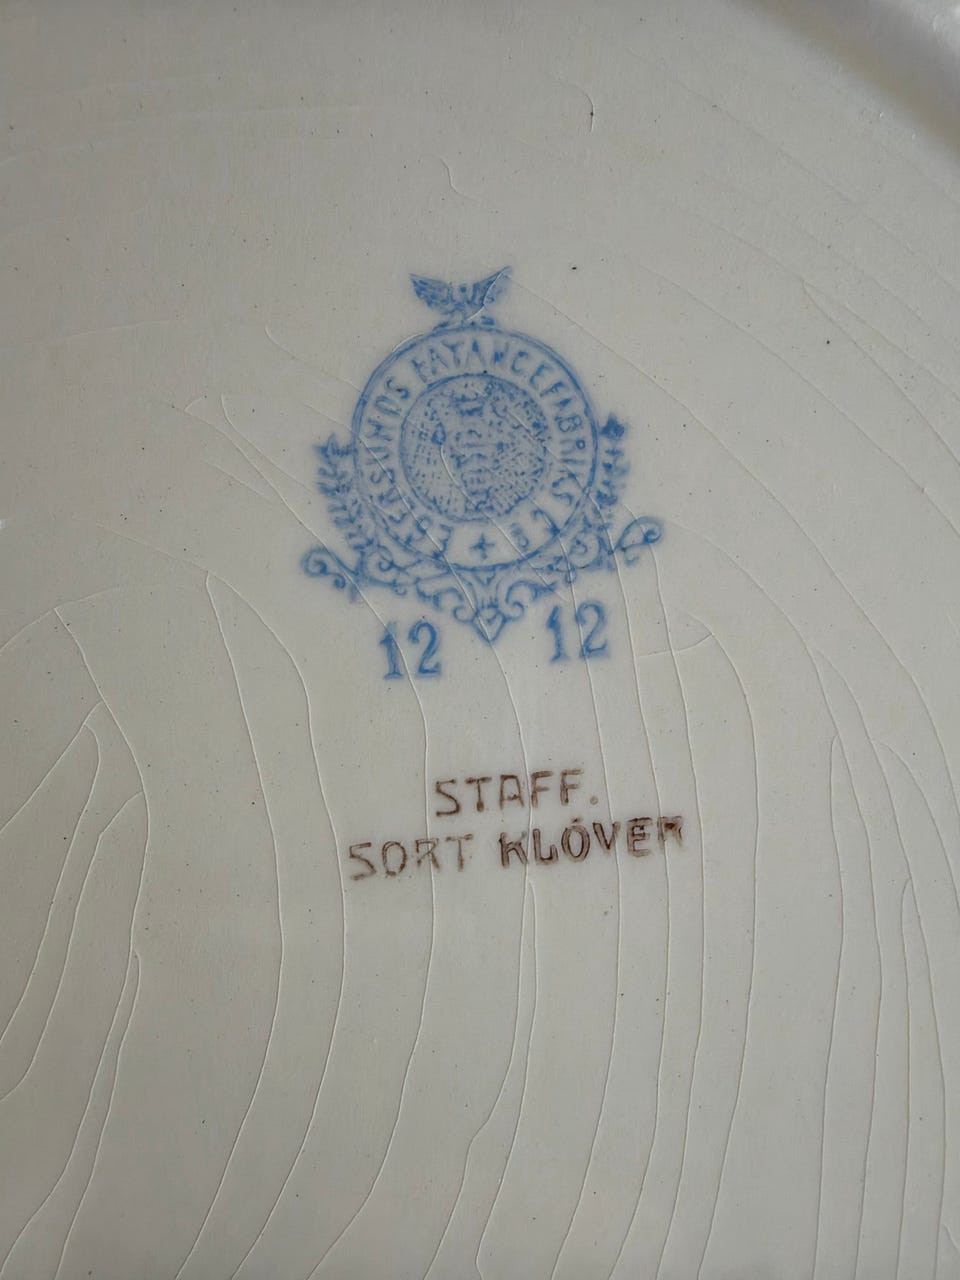 EGERSUNDS FAYANCEFABRIKS CO
12 12
STAFF.
SORT KLÖVER